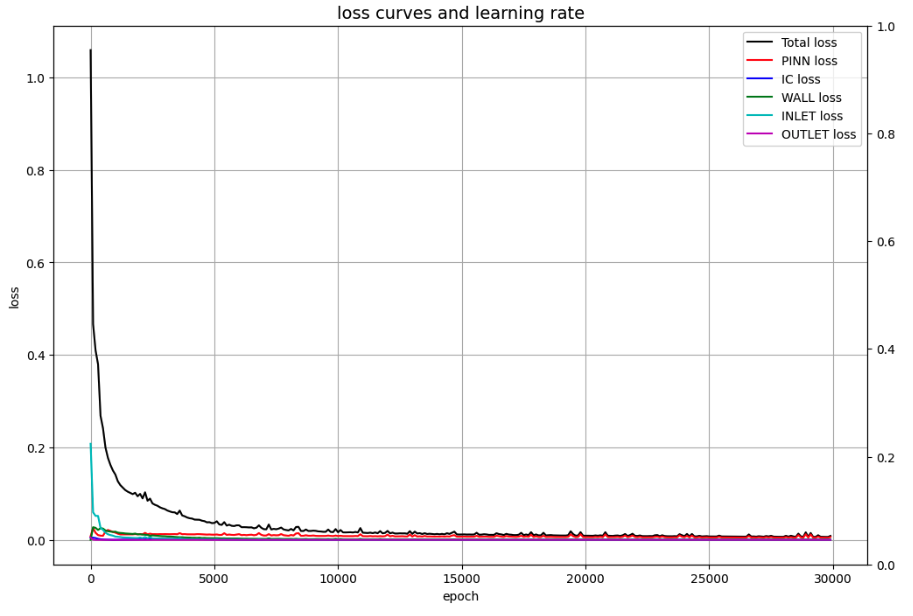 loss curves and learning rate
Total loss
PINN loss
IC loss
WALL loss
INLET loss
OUTLET loss
loss
1.0
0.8
0.6
0.4
0.2
0.0
1.0
0.8
0.6
0.4
0.2
0.0
0 5000 10000 15000 20000 25000 30000
epoch